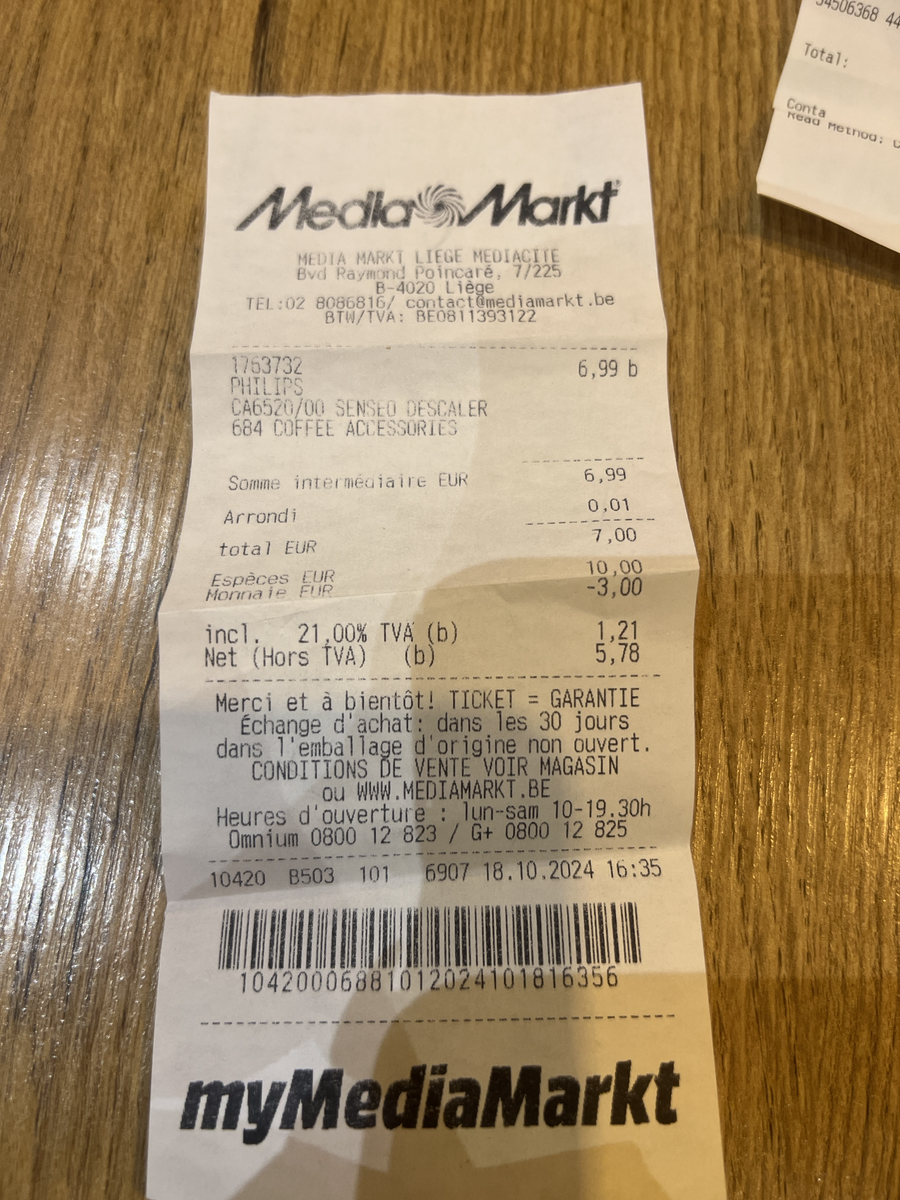 Media Markt
MEDIA MARKT LIEGE MEDIACITE
Bvd Raymond Poincaré, 7/225
B-4020 Liège
TEL:02 8086816/ contact@mediamarkt.be
BTW/TVA: BE0811393122
1763732 6,99 b
PHILIPS
CA6520/00 SENSEO DESCALER
684 COFFEE ACCESSORIES
Somme intermédiaire EUR 6,99
Arrondi 0,01
total EUR 7,00
Espèces EUR 10,00
Monnaie EUR -3,00
incl. 21,00% TVA (b) 1,21
Net (Hors TVA) (b) 5,78
Merci et à bientôt! TICKET = GARANTIE
Échange d'achat: dans les 30 jours
dans l'emballage d'origine non ouvert.
CONDITIONS DE VENTE VOIR MAGASIN
ou WWW.MEDIAMARKT.BE
Heures d'ouverture : lun-sam 10-19.30h
Omnium 0800 12 823 / G+ 0800 12 825
10420 B503 101 6907 18.10.2024 16:35
10420006881012024101816356
myMediaMarkt
34506368 44
Total:
Conta
Read Method: